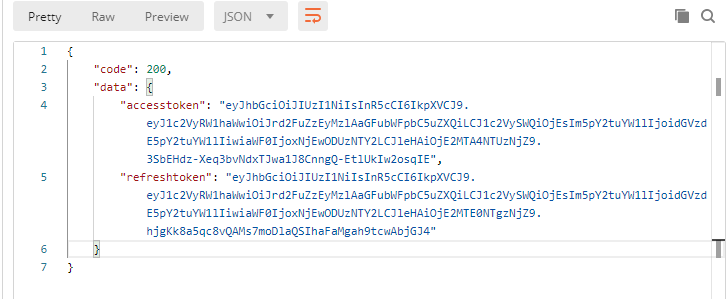 Pretty Raw Preview JSON
1 {
2 "code": 200,
3 "data": {
4 "accesstoken": "eyJhbGciOiJIUzI1NiIsInR5cCI6IkpXVCJ9.
eyJ1c2VyRW1haWwiOiJrd2FuZzEyMzlAaGFubWFpbC5uZXQiLCJ1c2VySWQiOjEsIm5pY2tuYW1lIjoidGVzd
E5pY2tuYW1lIiwiaWF0IjoxNjEwODUzNTY2LCJleHAiOjE2MTA4NTUzNjZ9.
3SbEHdz-Xeq3bvNdxTJwa1J8CnngQ-EtlUkIw2osqIE",
5 "refreshtoken": "eyJhbGciOiJIUzI1NiIsInR5cCI6IkpXVCJ9.
eyJ1c2VyRW1haWwiOiJrd2FuZzEyMzlAaGFubWFpbC5uZXQiLCJ1c2VySWQiOjEsIm5pY2tuYW1lIjoidGVzd
E5pY2tuYW1lIiwiaWF0IjoxNjEwODUzNTY2LCJleHAiOjE2MTE0NTgzNjZ9.
hjgKk8a5qc8vQAMs7moDlaQSIhaFaMgah9tcwAbjGJ4"
6 }
7 }